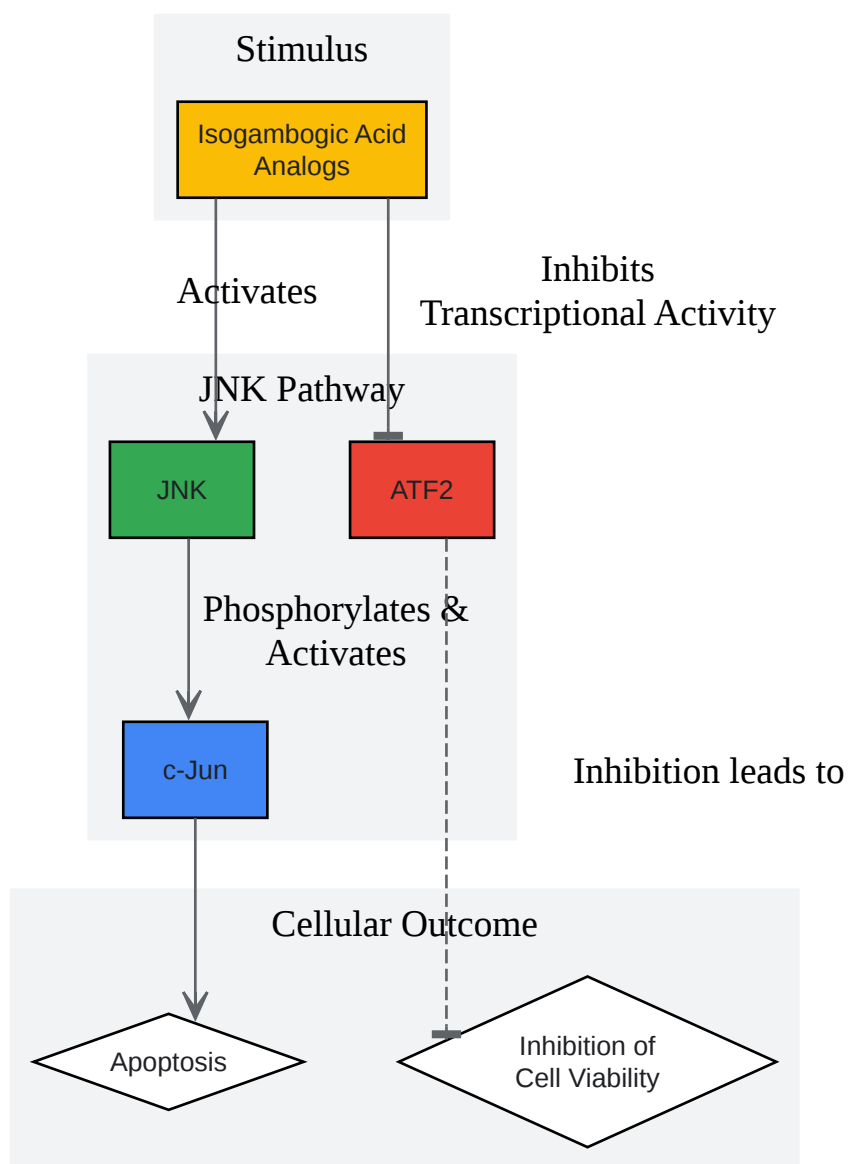 Stimulus
Isogambogic Acid
Analogs
Activates
Inhibits
Transcriptional Activity
JNK Pathway
JNK
ATF2
Phosphorylates &
Activates
c-Jun
Inhibition leads to
Cellular Outcome
Apoptosis
Inhibition of
Cell Viability